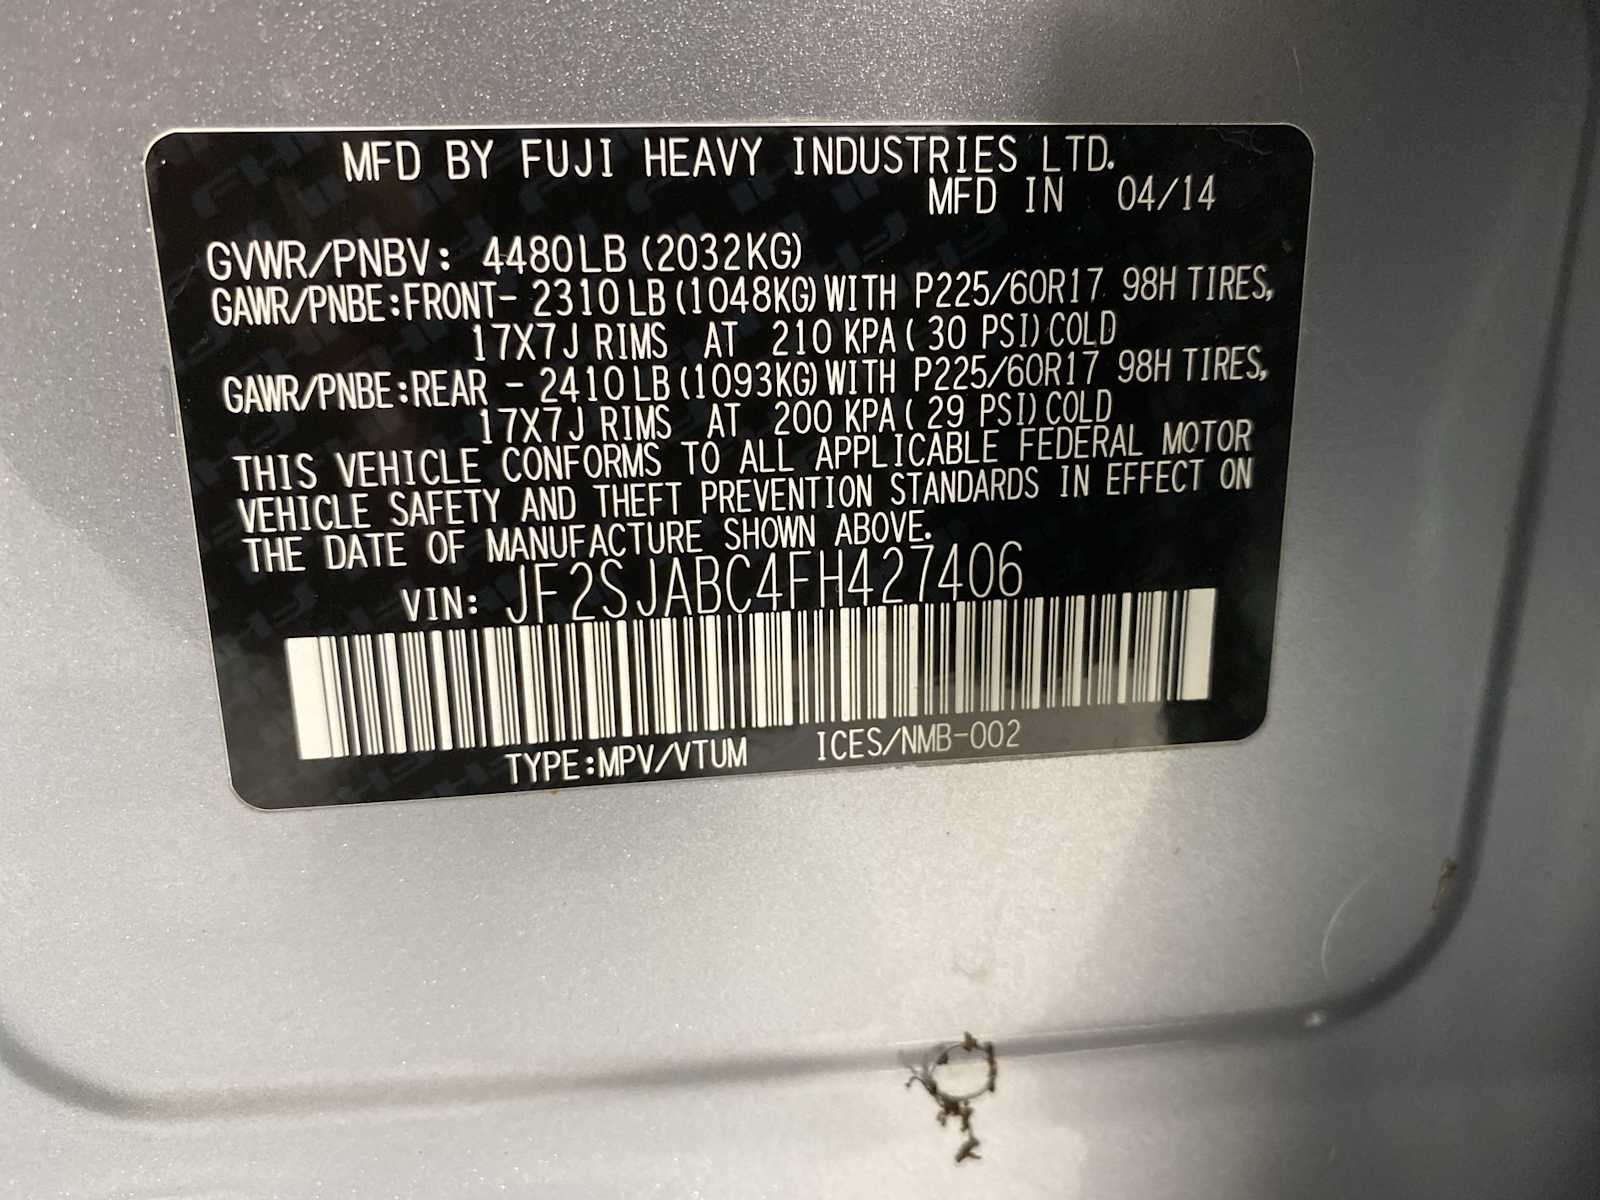 MFD BY FUJI HEAVY INDUSTRIES LTD.
MFD IN 04/14
GVWR/PNBV: 4480LB (2032KG)
GAWR/PNBE:FRONT- 2310LB (1048KG) WITH P225/60R17 98H TIRES,
17X7J RIMS AT 210 KPA ( 30 PSI) COLD
GAWR/PNBE:REAR - 2410LB (1093KG) WITH P225/60R17 98H TIRES,
17X7J RIMS AT 200 KPA ( 29 PSI) COLD
THIS VEHICLE CONFORMS TO ALL APPLICABLE FEDERAL MOTOR
VEHICLE SAFETY AND THEFT PREVENTION STANDARDS IN EFFECT ON
THE DATE OF MANUFACTURE SHOWN ABOVE.
VIN: JF2SJABC4FH427406
TYPE:MPV/VTUM ICES/NMB-002